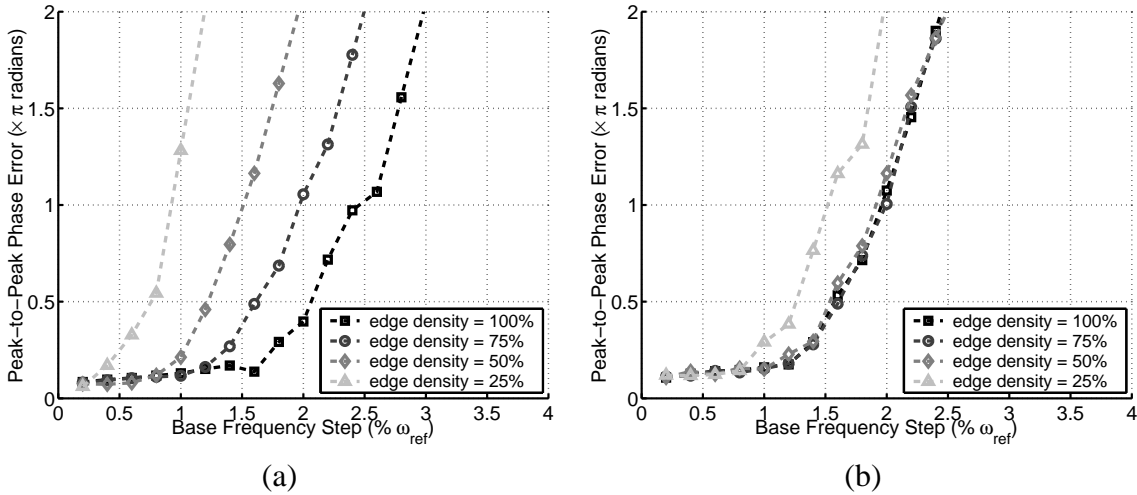 2
1.5
1
0.5
0
Peak−to−Peak Phase Error (× π radians)
0 0.5 1 1.5 2 2.5 3 3.5 4
Base Frequency Step (% ωref)
edge density = 100%
edge density = 75%
edge density = 50%
edge density = 25%
(a)
2
1.5
1
0.5
0
Peak−to−Peak Phase Error (× π radians)
0 0.5 1 1.5 2 2.5 3 3.5 4
Base Frequency Step (% ωref)
edge density = 100%
edge density = 75%
edge density = 50%
edge density = 25%
(b)